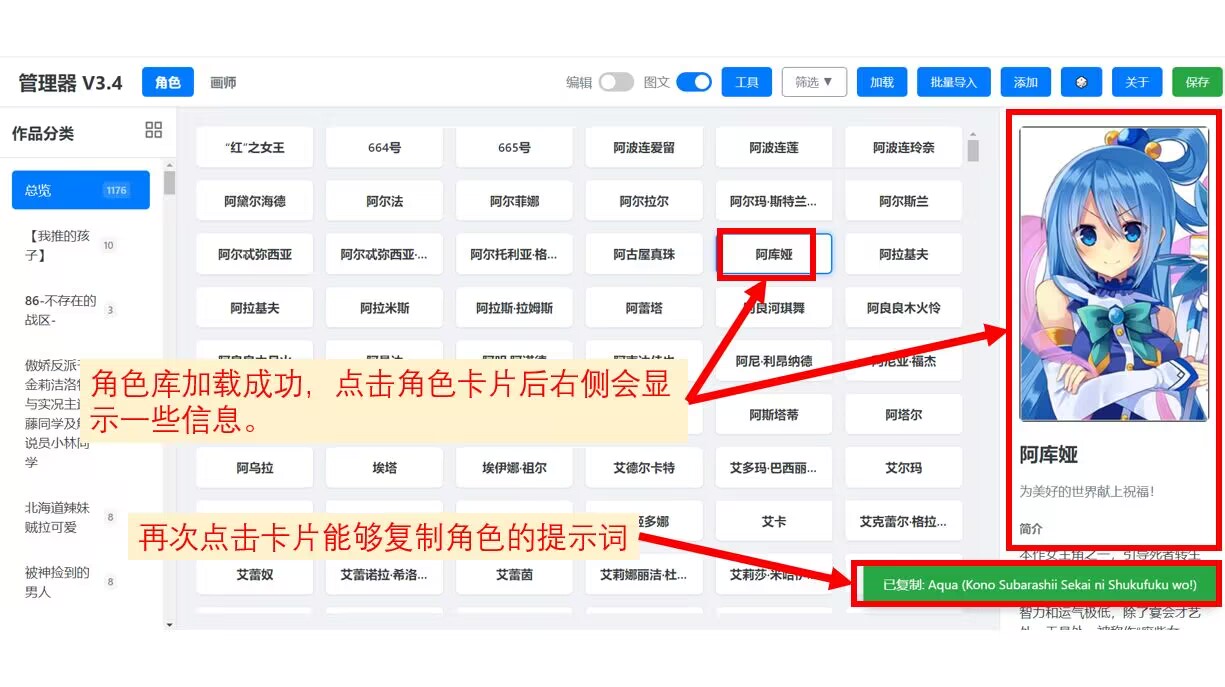 管理器 V3.4
角色
画师
编辑
图文
工具
筛选 ▼
加载
批量导入
添加
关于
保存
作品分类
总览
1176
【我推的孩
子】
10
86-不存在的
战区-
3
傲娇反派
金莉洛
与实况主
藤同学及
说员小林同
学
北海道辣妹
贼拉可爱
8
被神捡到的
男人
8
“红”之女王
664号
665号
阿波连爱留
阿波连莲
阿波连玲奈
阿黛尔海德
阿尔法
阿尔菲娜
阿尔拉尔
阿尔玛·斯特兰...
阿尔斯兰
阿尔忒弥西亚
阿尔忒弥西亚·...
阿尔托利亚·格...
阿古屋真珠
阿库娅
阿拉基夫
阿拉基夫
阿拉米斯
阿拉斯·拉姆斯
阿蕾塔
阿良河琪舞
阿良良木火怜
阿尼·利昂纳德
阿尼亚·福杰
角色库加载成功，点击角色卡片后右侧会显
示一些信息。
阿斯塔蒂
阿塔尔
阿乌拉
埃塔
埃伊娜·祖尔
艾德尔卡特
艾多玛·巴西丽...
艾尔玛
再次点击卡片能够复制角色的提示词
多娜
艾卡
艾克蕾尔·格拉...
艾蕾奴
艾蕾诺拉·希洛...
艾蕾茵
艾莉娜丽洁·杜...
艾莉莎·米哈伊...
阿库娅
为美好的世界献上祝福！
简介
本作女主角之一，引导死者转生
已复制: Aqua (Kono Subarashii Sekai ni Shukufuku wo!)
智力和运气极低，除了宴会才艺